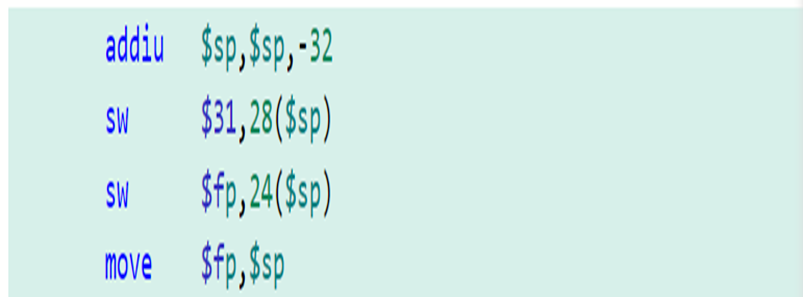 addiu $sp,$sp,-32
sw $31,28($sp)
sw $fp,24($sp)
move $fp,$sp